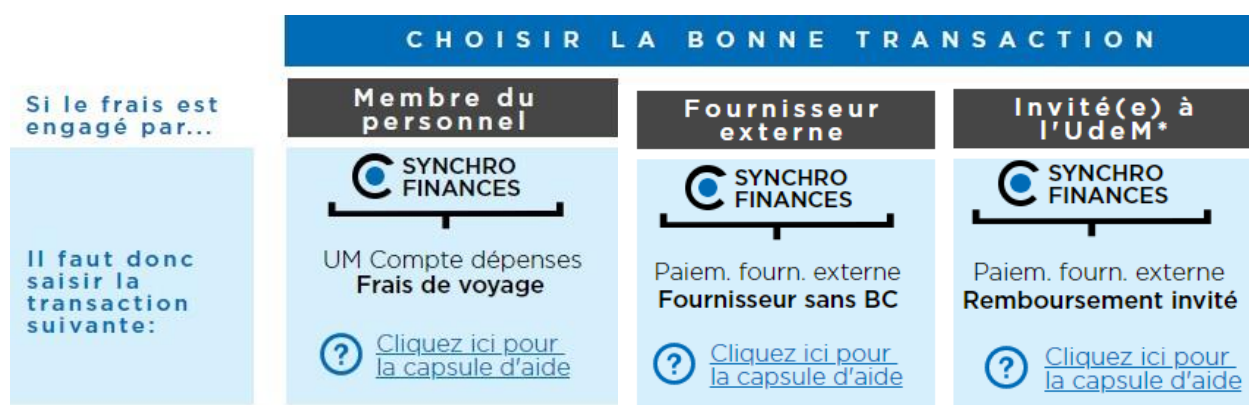 CHOISIR LA BONNE TRANSACTION
Si le frais est
engagé par...
Membre du
personnel
Fournisseur
externe
Invité(e) à
l'UdeM*
SYNCHRO
FINANCES
SYNCHRO
FINANCES
SYNCHRO
FINANCES
Il faut donc
saisir la
transaction
suivante:
UM Compte dépenses
Frais de voyage
Paiem. fourn. externe
Fournisseur sans BC
Paiem. fourn. externe
Remboursement invité
? Cliquez ici pour
la capsule d'aide
? Cliquez ici pour
la capsule d'aide
? Cliquez ici pour
la capsule d'aide